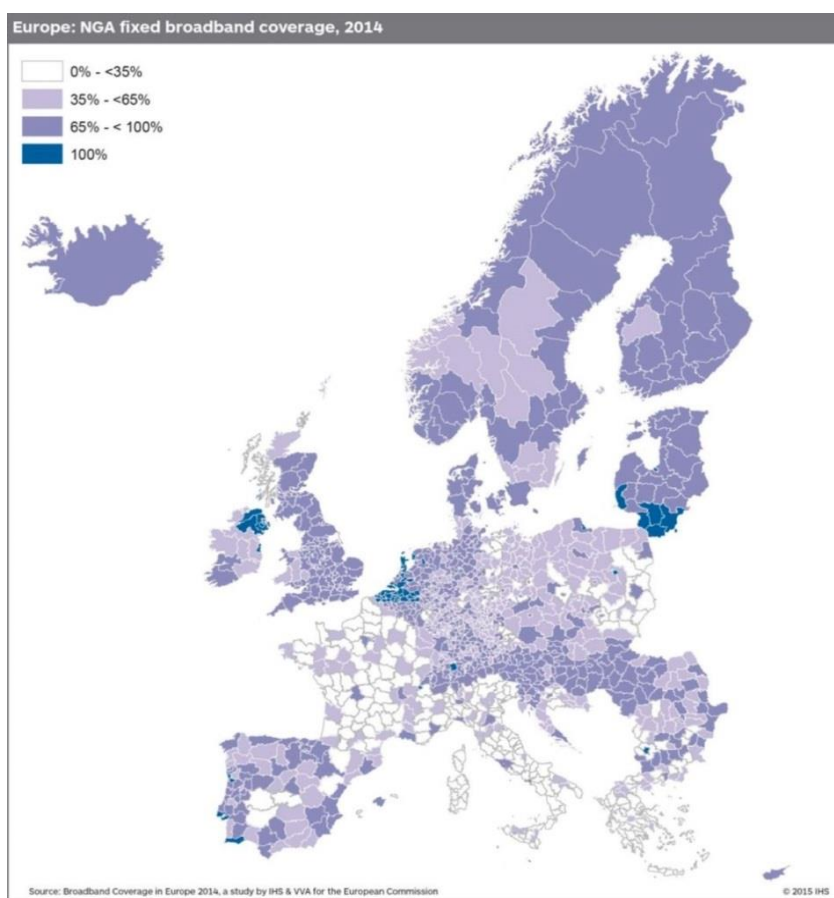 Europe: NGA fixed broadband coverage, 2014
0% - <35%
35% - <65%
65% - < 100%
100%
Source: Broadband Coverage in Europe 2014, a study by IHS & VVA for the European Commission
© 2015 IHS